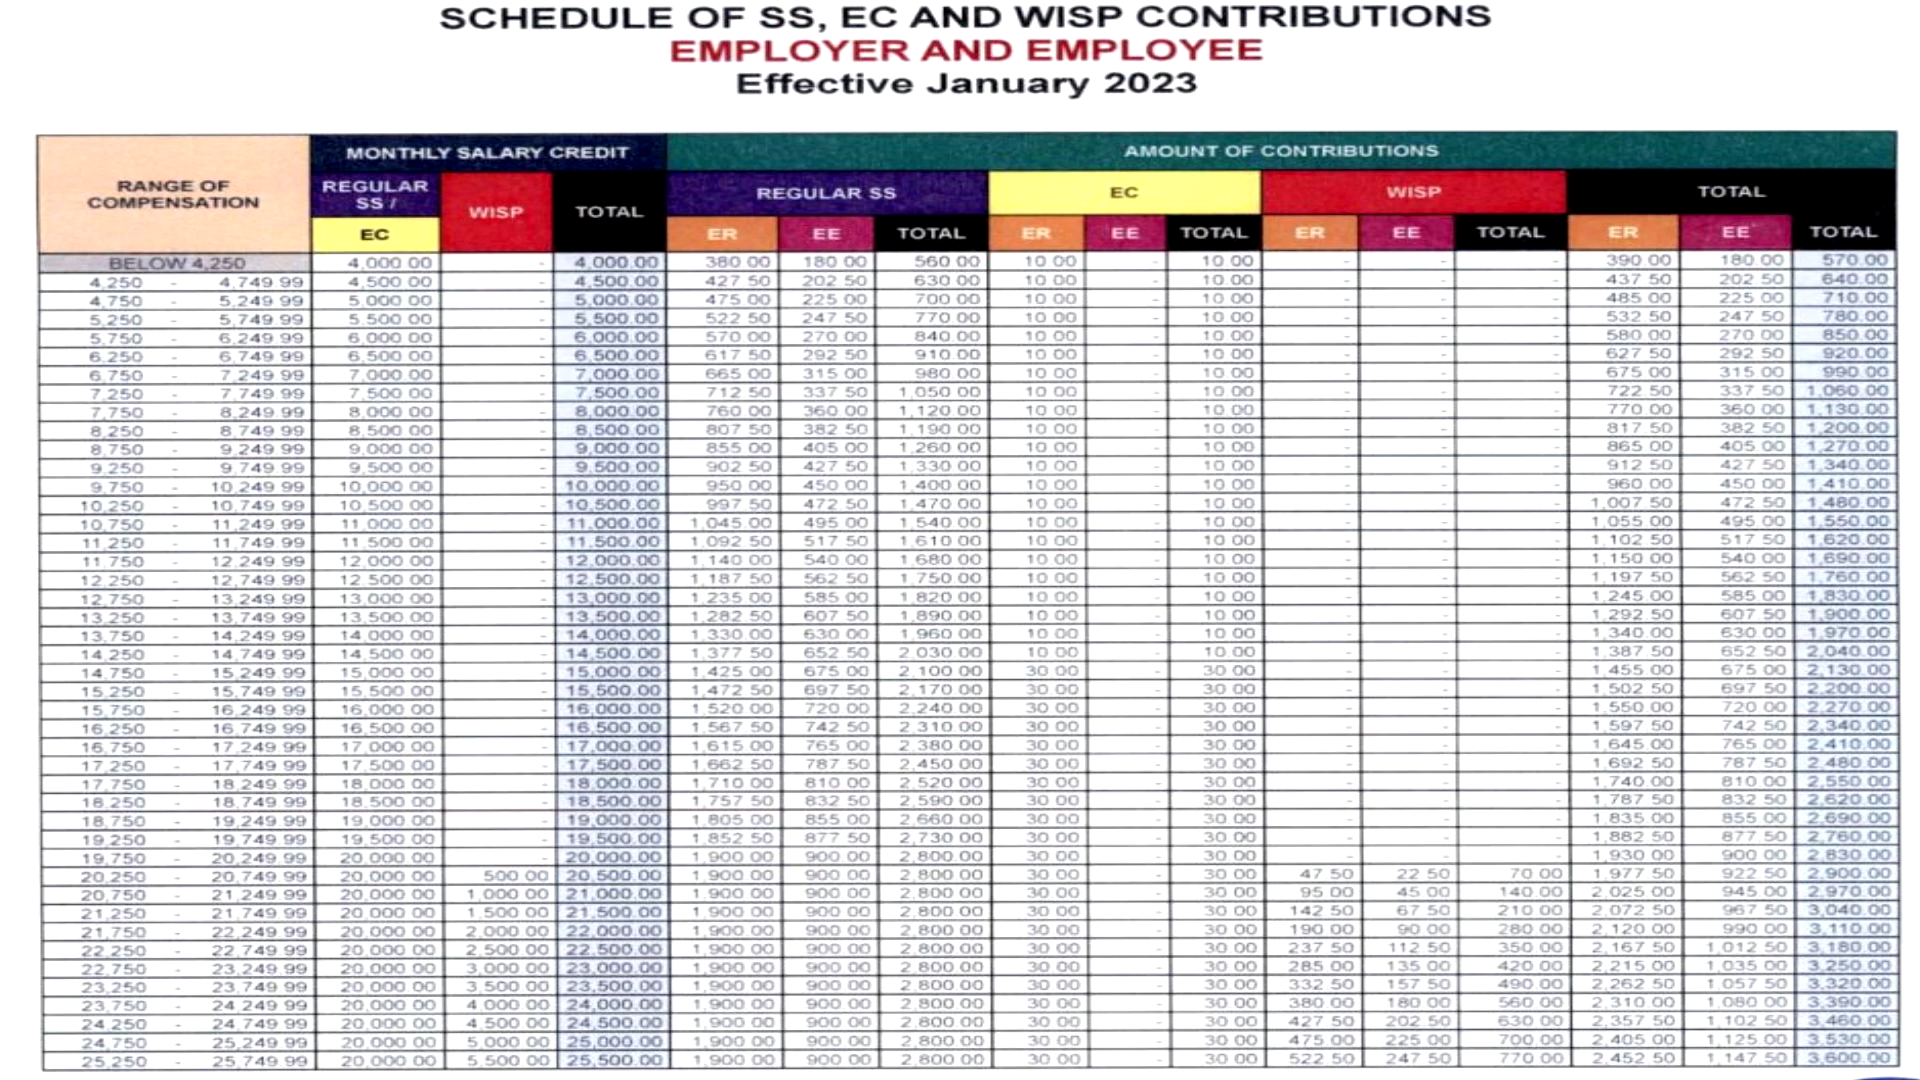 SCHEDULE OF SS, EC AND WISP CONTRIBUTIONS
EMPLOYER AND EMPLOYEE
Effective January 2023
RANGE OF COMPENSATION MONTHLY SALARY CREDIT AMOUNT OF CONTRIBUTIONS
REGULAR SS / WISP TOTAL REGULAR SS EC WISP TOTAL
EC ER EE TOTAL ER EE TOTAL ER EE TOTAL ER EE TOTAL
BELOW 4,250 4,000 00 - 4,000.00 380 00 180 00 560 00 10 00 - 10 00 - - - 390 00 180 00 570.00
4,250 - 4,749 99 4,500 00 - 4,500.00 427 50 202 50 630 00 10 00 - 10 00 - - - 437 50 202 50 640.00
4,750 - 5,249 99 5,000 00 - 5,000.00 475 00 225 00 700 00 10 00 - 10 00 - - - 485 00 225 00 710.00
5,250 - 5,749 99 5,500 00 - 5,500.00 522 50 247 50 770 00 10 00 - 10 00 - - - 532 50 247 50 780.00
5,750 - 6,249 99 6,000 00 - 6,000.00 570 00 270 00 840 00 10 00 - 10 00 - - - 580 00 270 00 850.00
6,250 - 6,749 99 6,500 00 - 6,500.00 617 50 292 50 910 00 10 00 - 10 00 - - - 627 50 292 50 920.00
6,750 - 7,249 99 7,000 00 - 7,000.00 665 00 315 00 980 00 10 00 - 10 00 - - - 675 00 315 00 990.00
7,250 - 7,749 99 7,500 00 - 7,500.00 712 50 337 50 1,050 00 10 00 - 10 00 - - - 722 50 337 50 1,060.00
7,750 - 8,249 99 8,000 00 - 8,000.00 760 00 360 00 1,120 00 10 00 - 10 00 - - - 770 00 360 00 1,130.00
8,250 - 8,749 99 8,500 00 - 8,500.00 807 50 382 50 1,190 00 10 00 - 10 00 - - - 817 50 382 50 1,200.00
8,750 - 9,249 99 9,000 00 - 9,000.00 855 00 405 00 1,260 00 10 00 - 10 00 - - - 865 00 405 00 1,270.00
9,250 - 9,749 99 9,500 00 - 9,500.00 902 50 427 50 1,330 00 10 00 - 10 00 - - - 912 50 427 50 1,340.00
9,750 - 10,249 99 10,000 00 - 10,000.00 950 00 450 00 1,400 00 10 00 - 10 00 - - - 960 00 450 00 1,410.00
10,250 - 10,749 99 10,500 00 - 10,500.00 997 50 472 50 1,470 00 10 00 - 10 00 - - - 1,007 50 472 50 1,480.00
10,750 - 11,249 99 11,000 00 - 11,000.00 1,045 00 495 00 1,540 00 10 00 - 10 00 - - - 1,055 00 495 00 1,550.00
11,250 - 11,749 99 11,500 00 - 11,500.00 1,092 50 517 50 1,610 00 10 00 - 10 00 - - - 1,102 50 517 50 1,620.00
11,750 - 12,249 99 12,000 00 - 12,000.00 1,140 00 540 00 1,680 00 10 00 - 10 00 - - - 1,150 00 540 00 1,690.00
12,250 - 12,749 99 12 500 00 - 12,500.00 1,187 50 562 50 1,750 00 10 00 - 10 00 - - - 1,197 50 562 50 1,760.00
12,750 - 13,249 99 13,000 00 - 13,000.00 1,235 00 585 00 1,820 00 10 00 - 10 00 - - - 1,245 00 585 00 1,830.00
13,250 - 13,749 99 13,500 00 - 13,500.00 1,282 50 607 50 1,890 00 10 00 - 10 00 - - - 1,292 50 607 50 1,900.00
13,750 - 14,249 99 14,000 00 - 14,000.00 1,330 00 630 00 1,960 00 10 00 - 10 00 - - - 1,340 00 630 00 1,970.00
14,250 - 14,749 99 14,500 00 - 14,500.00 1,377 50 652 50 2,030 00 10 00 - 10 00 - - - 1,387 50 652 50 2,040.00
14,750 - 15,249 99 15,000 00 - 15,000.00 1,425 00 675 00 2,100 00 30 00 - 30 00 - - - 1,455 00 675 00 2,130.00
15,250 - 15,749 99 15,500 00 - 15,500.00 1,472 50 697 50 2,170 00 30 00 - 30 00 - - - 1,502 50 697 50 2,200.00
15,750 - 16,249 99 16,000 00 - 16,000.00 1,520 00 720 00 2,240 00 30 00 - 30 00 - - - 1,550 00 720 00 2,270.00
16,250 - 16,749 99 16,500 00 - 16,500.00 1,567 50 742 50 2,310 00 30 00 - 30 00 - - - 1,597 50 742 50 2,340.00
16,750 - 17,249 99 17,000 00 - 17,000.00 1,615 00 765 00 2,380 00 30 00 - 30 00 - - - 1,645 00 765 00 2,410.00
17,250 - 17,749 99 17,500 00 - 17,500.00 1,662 50 787 50 2,450 00 30 00 - 30 00 - - - 1,692 50 787 50 2,480.00
17,750 - 18,249 99 18,000 00 - 18,000.00 1,710 00 810 00 2,520 00 30 00 - 30 00 - - - 1,740 00 810 00 2,550.00
18,250 - 18,749 99 18,500 00 - 18,500.00 1,757 50 832 50 2,590 00 30 00 - 30 00 - - - 1,787 50 832 50 2,620.00
18,750 - 19,249 99 19,000 00 - 19,000.00 1,805 00 855 00 2,660 00 30 00 - 30 00 - - - 1,835 00 855 00 2,690.00
19,250 - 19,749 99 19,500 00 - 19,500.00 1,852 50 877 50 2,730 00 30 00 - 30 00 - - - 1,882 50 877 50 2,760.00
19,750 - 20,249 99 20,000 00 - 20,000.00 1,900 00 900 00 2,800 00 30 00 - 30 00 - - - 1,930 00 900 00 2,830.00
20,250 - 20,749 99 20,000 00 500 00 20,500.00 1,900 00 900 00 2,800 00 30 00 - 30 00 47 50 22 50 70 00 1,977 50 922 50 2,900.00
20,750 - 21,249 99 20,000 00 1,000 00 21,000.00 1,900 00 900 00 2,800 00 30 00 - 30 00 95 00 45 00 140 00 2,025 00 945 00 2,970.00
21,250 - 21,749 99 20,000 00 1,500 00 21,500.00 1,900 00 900 00 2,800 00 30 00 - 30 00 142 50 67 50 210 00 2,072 50 967 50 3,040.00
21,750 - 22,249 99 20,000 00 2,000 00 22,000.00 1,900 00 900 00 2,800 00 30 00 - 30 00 190 00 90 00 280 00 2,120 00 990 00 3,110.00
22,250 - 22,749 99 20,000 00 2,500 00 22,500.00 1,900 00 900 00 2,800 00 30 00 - 30 00 237 50 112 50 350 00 2,167 50 1,012 50 3,180.00
22,750 - 23,249 99 20,000 00 3,000 00 23,000.00 1,900 00 900 00 2,800 00 30 00 - 30 00 285 00 135 00 420 00 2,215 00 1,035 00 3,250.00
23,250 - 23,749 99 20,000 00 3,500 00 23,500.00 1,900 00 900 00 2,800 00 30 00 - 30 00 332 50 157 50 490 00 2,262 50 1,057 50 3,320.00
23,750 - 24,249 99 20,000 00 4,000 00 24,000.00 1,900 00 900 00 2,800 00 30 00 - 30 00 380 00 180 00 560 00 2,310 00 1,080 00 3,390.00
24,250 - 24,749 99 20,000 00 4,500 00 24,500.00 1,900 00 900 00 2,800 00 30 00 - 30 00 427 50 202 50 630 00 2,357 50 1,102 50 3,460.00
24,750 - 25,249 99 20,000 00 5,000 00 25,000.00 1,900 00 900 00 2,800 00 30 00 - 30 00 475 00 225 00 700 00 2,405 00 1,125 00 3,530.00
25,250 - 25,749 99 20,000 00 5,500 00 25,500.00 1,900 00 900 00 2,800 00 30 00 - 30 00 522 50 247 50 770 00 2,452 50 1,147 50 3,600.00